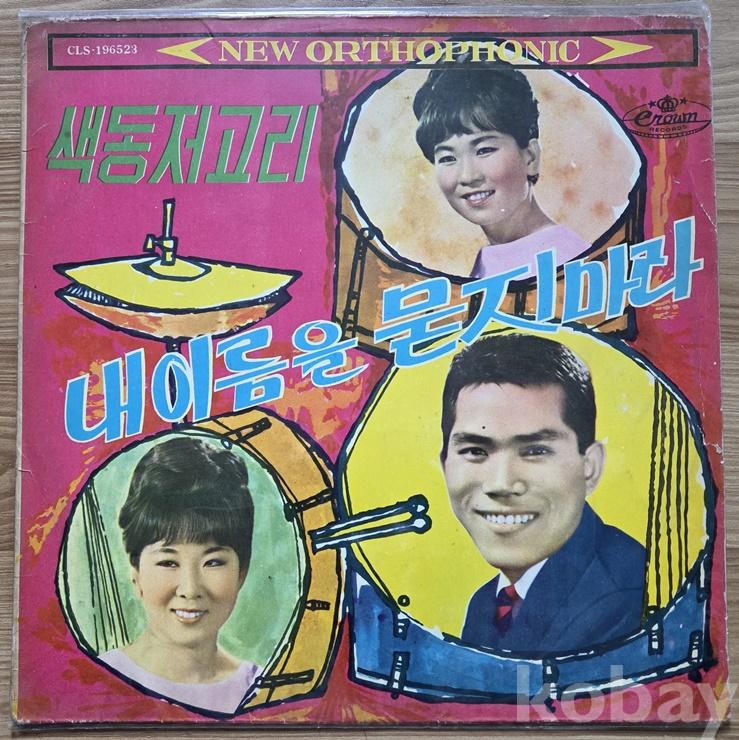 CLS-196523
NEW ORTHOPHONIC
Crown
RECORDS
색동저고리
내 이름을 묻지마라
kobay